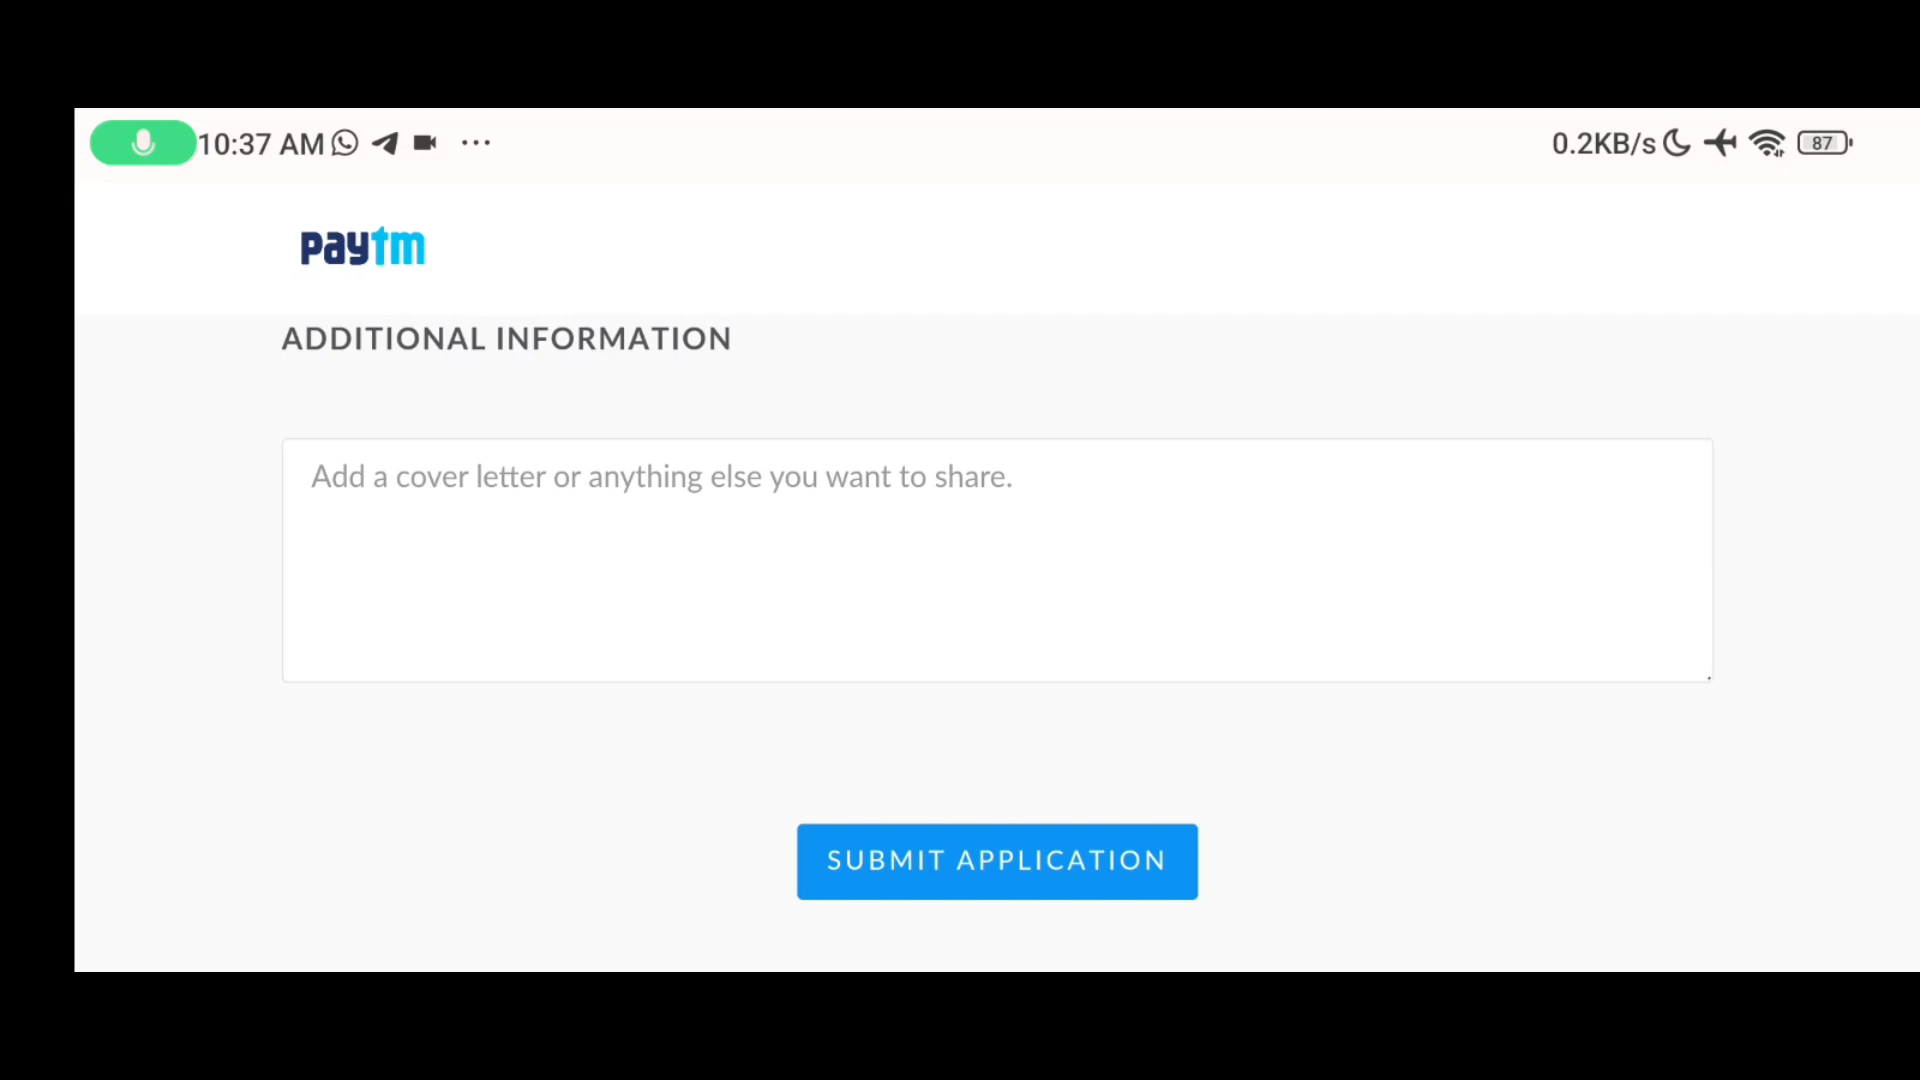 10:37 AM ... 0.2KB/s 87
paytm
ADDITIONAL INFORMATION
Add a cover letter or anything else you want to share.
SUBMIT APPLICATION